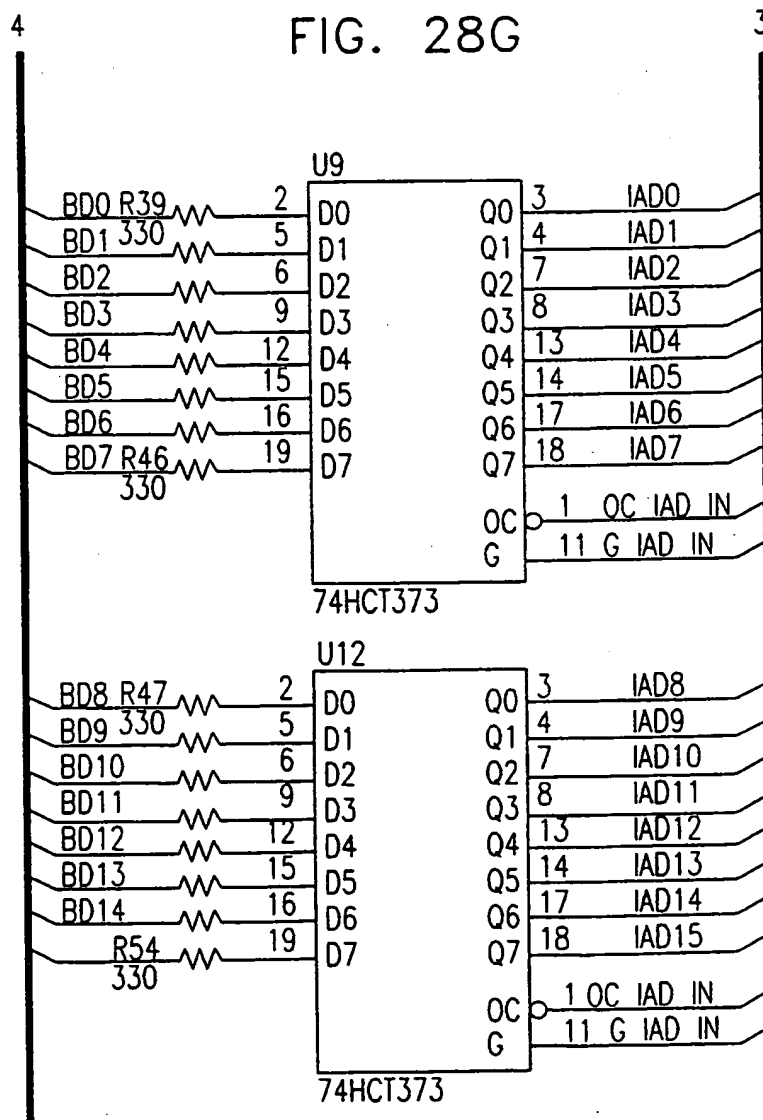 4 FIG. 28G 3
U9
BD0 R39 2 D0 Q0 3 IAD0
330
BD1 5 D1 Q1 4 IAD1
BD2 6 D2 Q2 7 IAD2
BD3 9 D3 Q3 8 IAD3
BD4 12 D4 Q4 13 IAD4
BD5 15 D5 Q5 14 IAD5
BD6 16 D6 Q6 17 IAD6
BD7 R46 19 D7 Q7 18 IAD7
330
OC 1 OC IAD IN
G 11 G IAD IN
74HCT373
U12
BD8 R47 2 D0 Q0 3 IAD8
330
BD9 5 D1 Q1 4 IAD9
BD10 6 D2 Q2 7 IAD10
BD11 9 D3 Q3 8 IAD11
BD12 12 D4 Q4 13 IAD12
BD13 15 D5 Q5 14 IAD13
BD14 16 D6 Q6 17 IAD14
R54 19 D7 Q7 18 IAD15
330
OC 1 OC IAD IN
G 11 G IAD IN
74HCT373